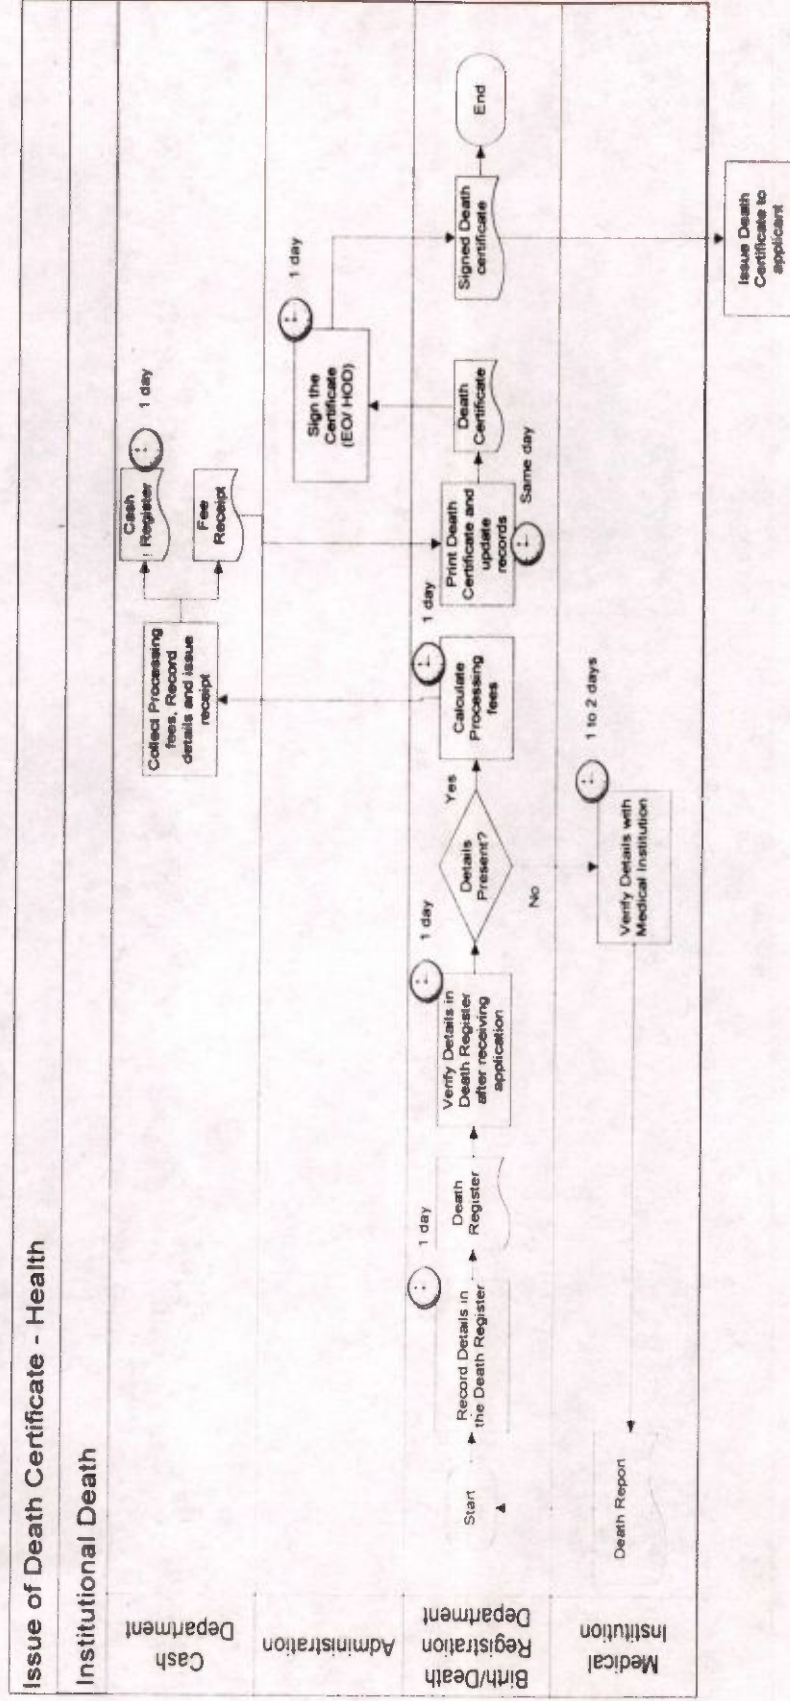 Issue of Death Certificate - Health
Institutional Death
Cash
Department
Collect Processing
fees, Record
details and issue
receipt
Cash
Register
1 day
Fee
Receipt
Administration
Sign the
Certificate
(EO/ HOD)
1 day
Birth/Death
Registration
Department
Start
Record Details in
the Death Register
1 day
Death
Register
Verify Details in
Death Register
after receiving
application
1 day
Details
Present?
Yes
No
Calculate
Processing
fees
1 day
Print Death
Certificate and
update
records
Same day
Death
Certificate
Signed Death
certificate
End
Medical
Institution
Death Report
Verify Details with
Medical Institution
1 to 2 days
Issue Death
Certificate to
applicant